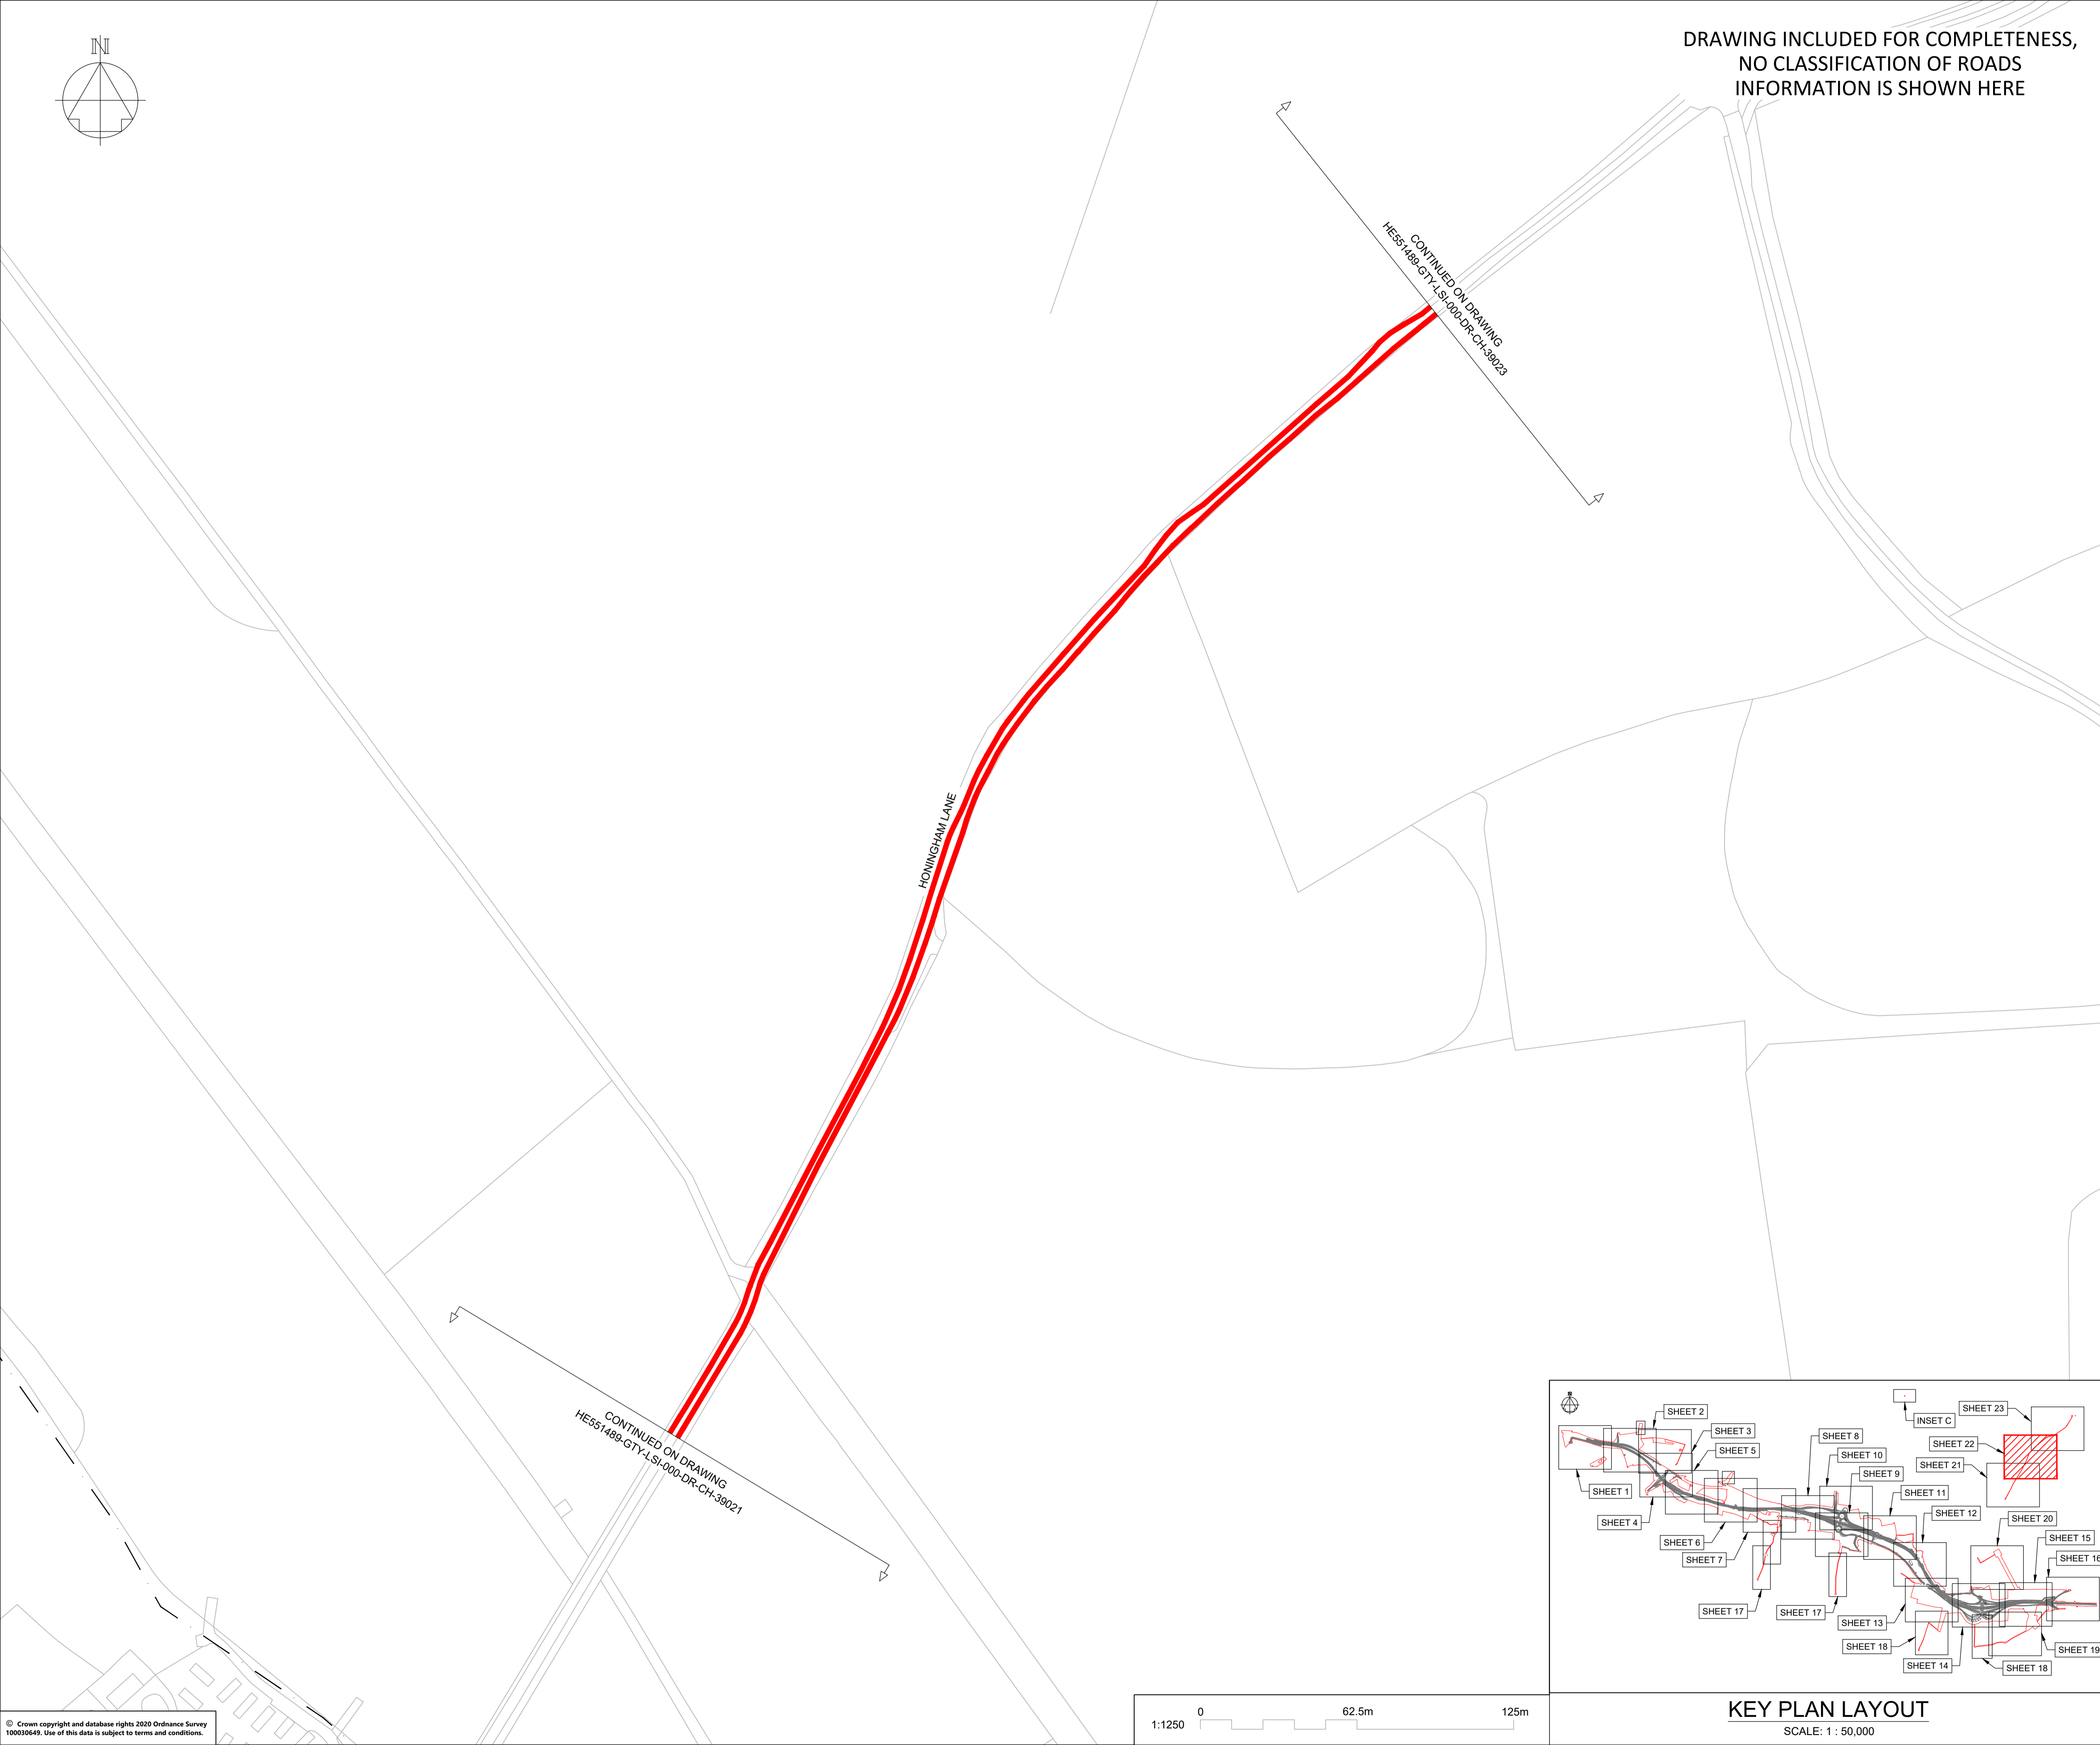 N
DRAWING INCLUDED FOR COMPLETENESS,
NO CLASSIFICATION OF ROADS
INFORMATION IS SHOWN HERE
CONTINUED ON DRAWING
HE551489-GTY-LSI-000-DR-CH-39023
HONINGHAM LANE
CONTINUED ON DRAWING
HE551489-GTY-LSI-000-DR-CH-39021
N
SHEET 1
SHEET 2
SHEET 3
SHEET 5
SHEET 4
SHEET 6
SHEET 7
SHEET 17
SHEET 17
SHEET 8
SHEET 10
SHEET 9
SHEET 11
SHEET 12
INSET C
SHEET 23
SHEET 22
SHEET 21
SHEET 20
SHEET 15
SHEET 16
SHEET 13
SHEET 18
SHEET 14
SHEET 18
SHEET 19
KEY PLAN LAYOUT
SCALE: 1 : 50,000
1:1250
0
62.5m
125m
© Crown copyright and database rights 2020 Ordnance Survey
100030649. Use of this data is subject to terms and conditions.